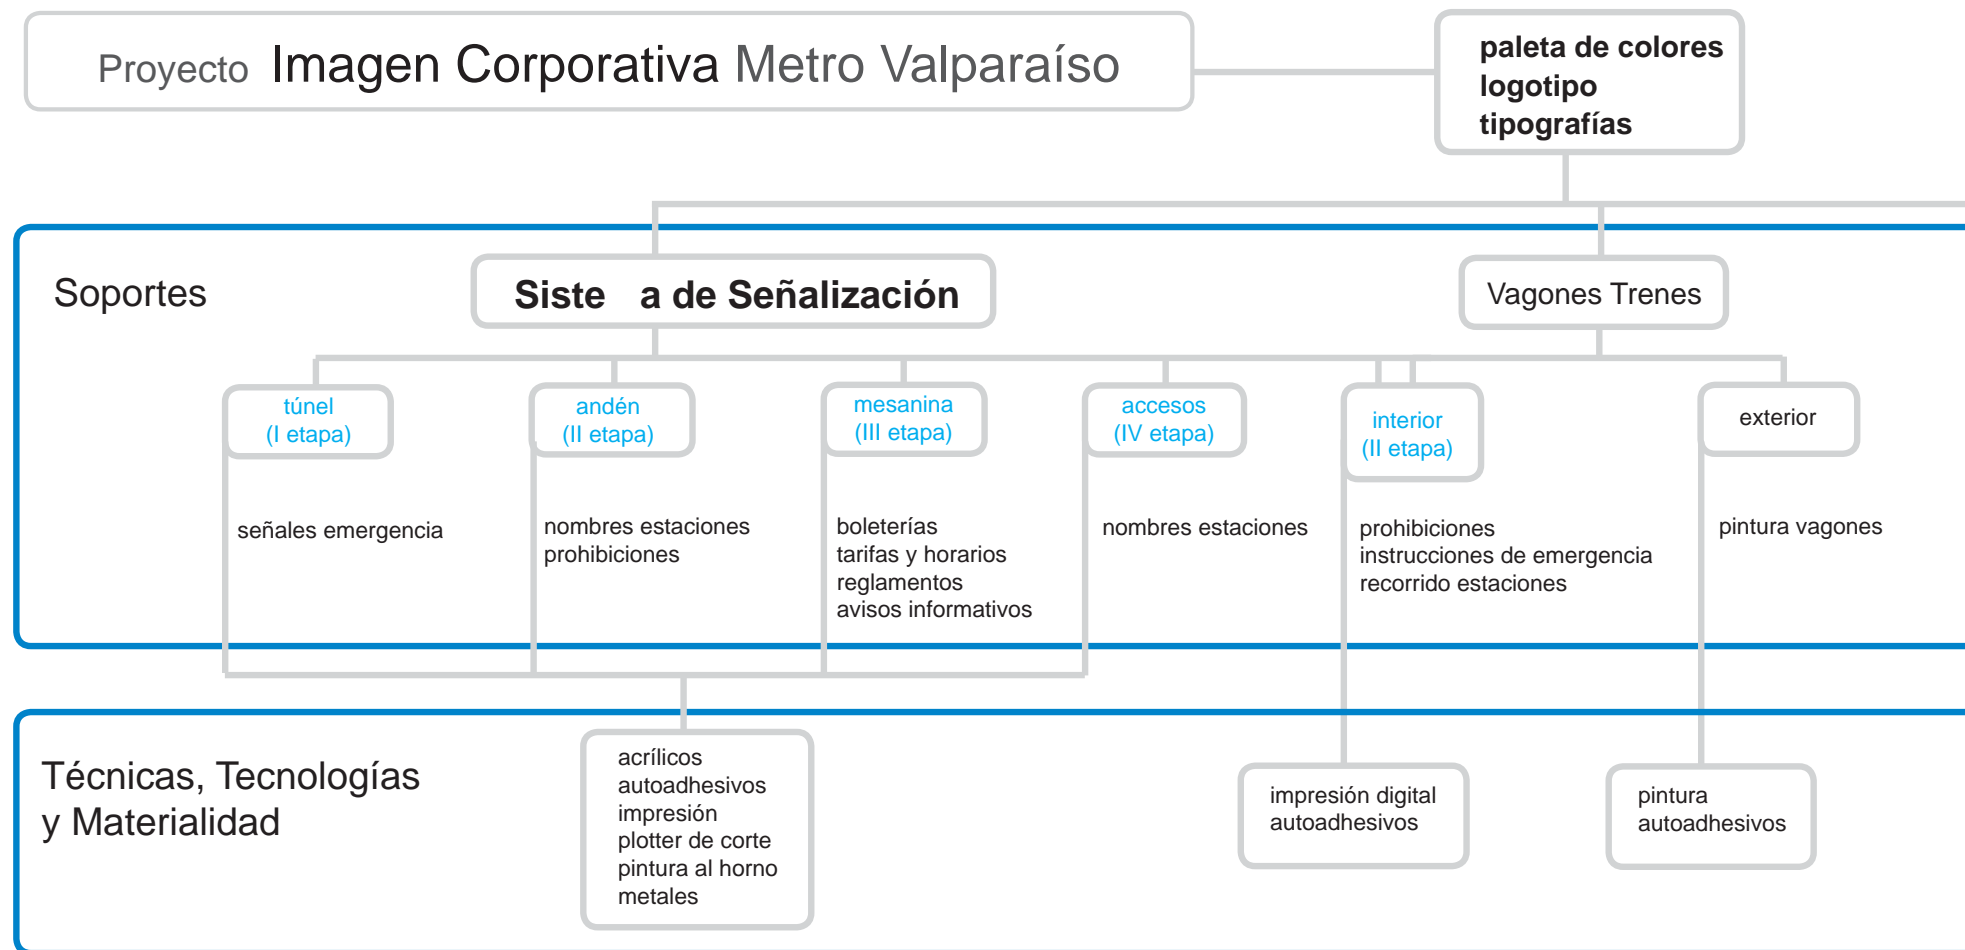 Proyecto Imagen Corporativa Metro Valparaíso
paleta de colores
logotipo
tipografías
Soportes
Siste a de Señalización
Vagones Trenes
túnel
(I etapa)
andén
(II etapa)
mesanina
(III etapa)
accesos
(IV etapa)
interior
(II etapa)
exterior
señales emergencia
nombres estaciones
prohibiciones
boleterías
tarifas y horarios
reglamentos
avisos informativos
nombres estaciones
prohibiciones
instrucciones de emergencia
recorrido estaciones
pintura vagones
Técnicas, Tecnologías
y Materialidad
acrílicos
autoadhesivos
impresión
plotter de corte
pintura al horno
metales
impresión digital
autoadhesivos
pintura
autoadhesivos